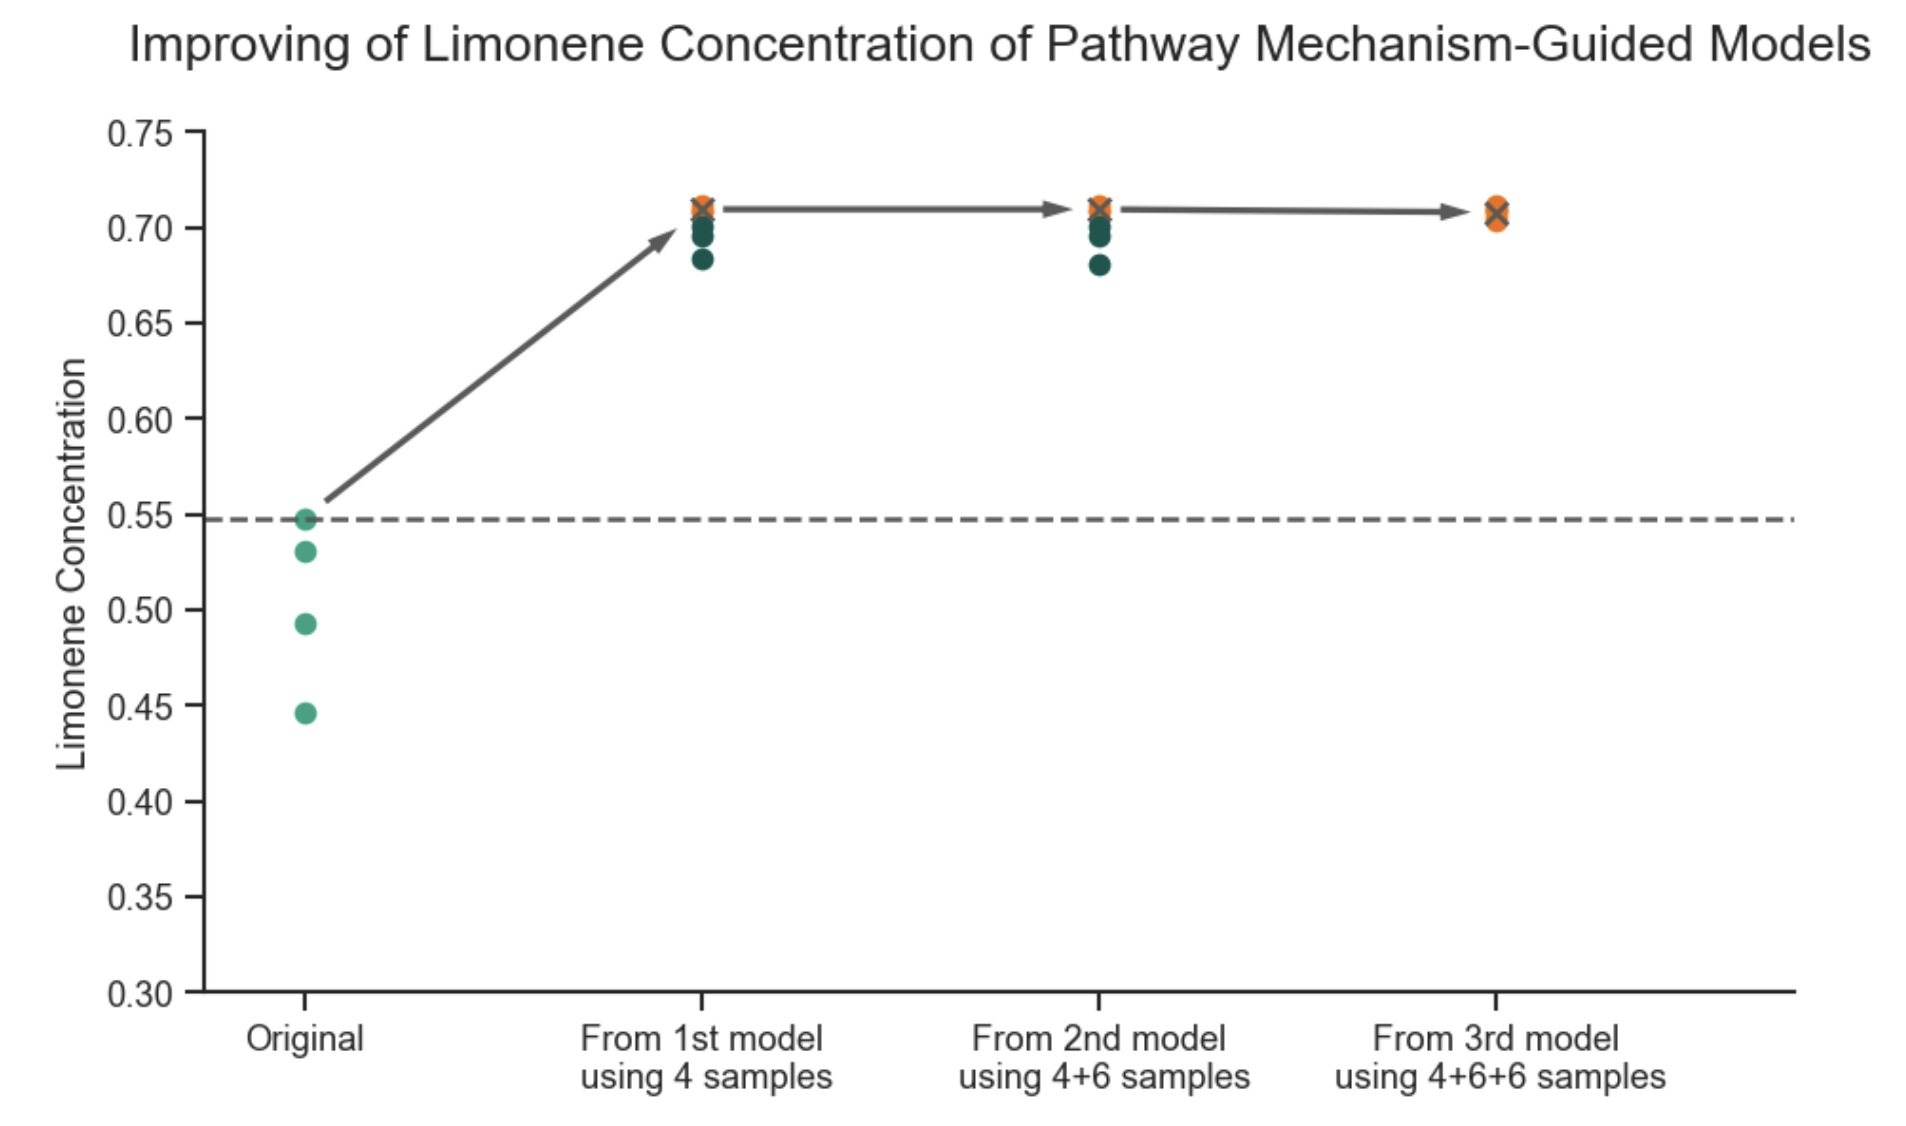 Improving of Limonene Concentration of Pathway Mechanism-Guided Models
0.75
0.70
0.65
0.60
0.55
0.50
0.45
0.40
0.35
0.30
Limonene Concentration
Original
From 1st model
using 4 samples
From 2nd model
using 4+6 samples
From 3rd model
using 4+6+6 samples